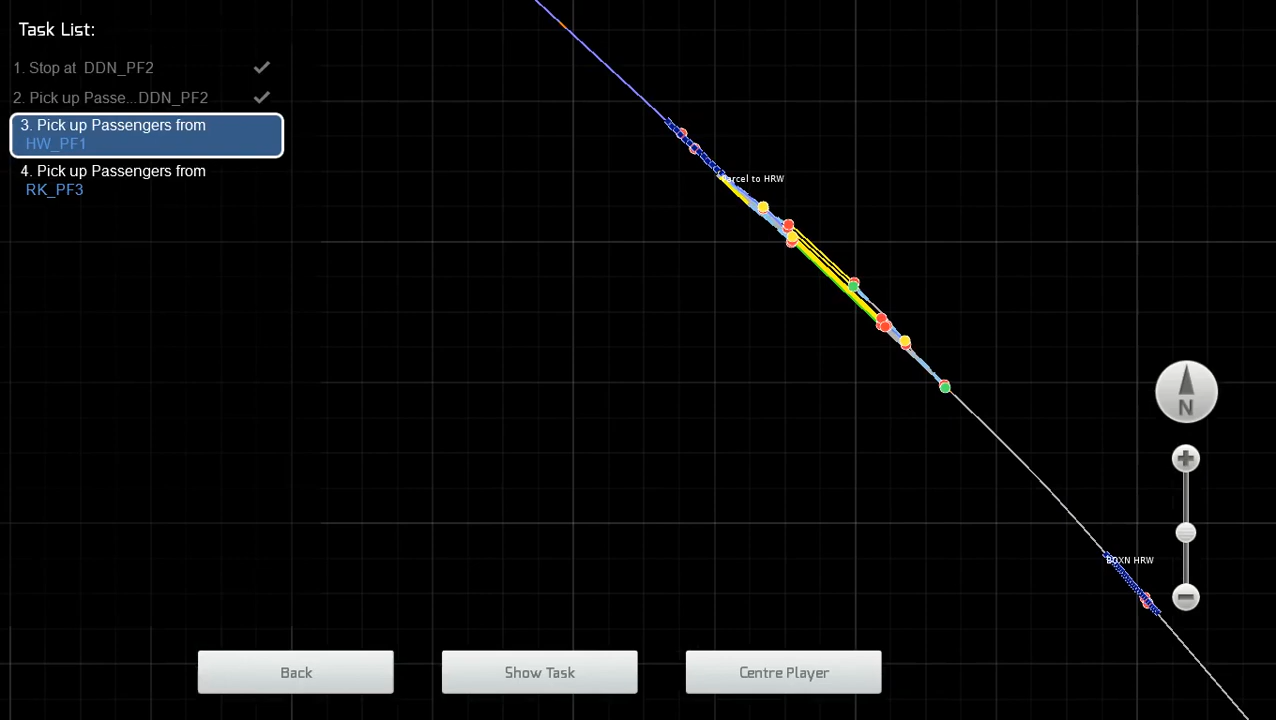 Task List:
1. Stop at DDN_PF2
2. Pick up Passe...DDN_PF2
3. Pick up Passengers from
HW_PF1
4. Pick up Passengers from
RK_PF3
Parcel to HRW
BOXN HRW
N
Back
Show Task
Centre Player